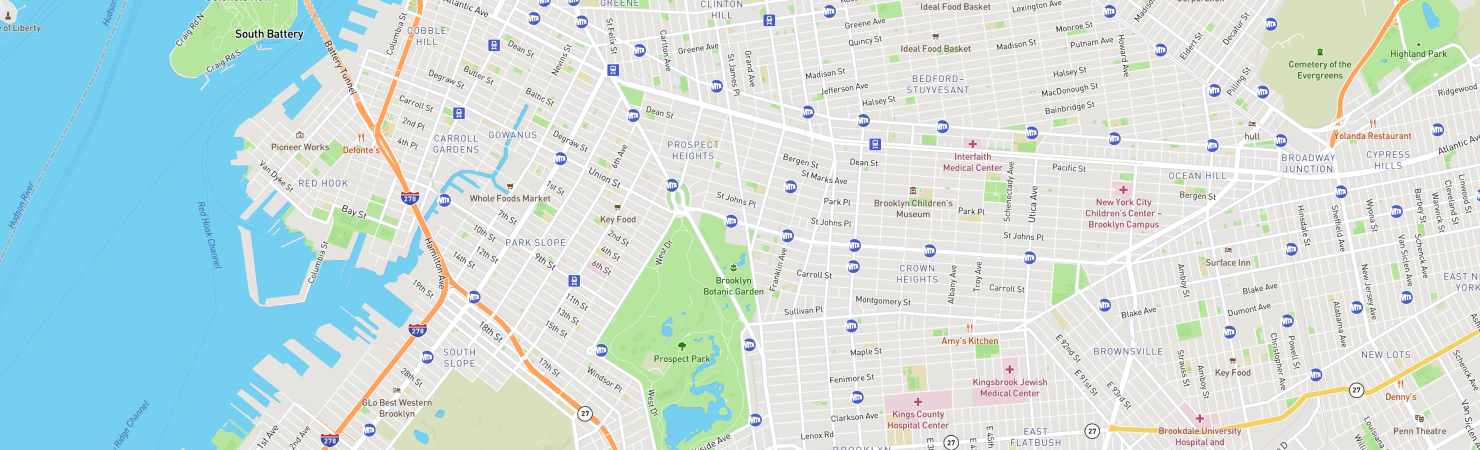 Hudson
e of Liberty
Craig Rd N
South Battery
Craig Rd S
Battery Tunnel
Columbia St
COBBLE
HILL
Atlantic Ave
Dean St
Nevins St
St Felix St
GREENE
CLINTON
HILL
Carlton Ave
Greene Ave
St James Pl
Grand Ave
Greene Ave
Quincy St
Ideal Food Basket
Lexington Ave
Ideal Food Basket
Madison St
Monroe St
Putnam Ave
Howard Ave
Madison
Corporation
Eldert St
Decatur St
Pilling St
Cemetery of the
Evergreens
Highland Park
Ridgewood
Degraw St
Butler St
Baltic St
Carroll St
2nd Pl
4th Pl
CARROLL
GARDENS
GOWANUS
Degraw St
Dean St
6th Ave
Union St
PROSPECT
HEIGHTS
Madison St
Jefferson Ave
Halsey St
BEDFORD–
STUYVESANT
Halsey St
MacDonough St
Bainbridge St
Pioneer Works
Defonte's
Van Dyke St
RED HOOK
Bay St
278
Whole Foods Market
1st St
Key Food
7th St
10th St
12th St
14th St
PARK SLOPE
9th St
2nd St
4th St
6th St
Bergen St
St Marks Ave
Dean St
St Johns Pl
Park Pl
St Johns Pl
Interfaith
Medical Center
Brooklyn Children's
Museum
Park Pl
St Johns Pl
Schenectady Ave
Utica Ave
Pacific St
New York City
Children's Center –
Brooklyn Campus
hull
Yolanda Restaurant
Atlantic Ave
BROADWAY
JUNCTION
CYPRESS
HILLS
OCEAN HILL
Bergen St
Hudson River
Red Hook Channel
Columbia St
Hamilton Ave
19th St
278
18th St
SOUTH
SLOPE
17th St
28th St
11th St
13th St
15th St
West Dr
Windsor Pl
West Dr
Prospect Park
Brooklyn
Botanic Garden
Franklin Ave
Carroll St
CROWN
HEIGHTS
Albany Ave
Troy Ave
Carroll St
Sullivan Pl
Montgomery St
Maple St
Fenimore St
Clarkson Ave
Lenox Rd
Amy's Kitchen
Kingsbrook Jewish
Medical Center
Kings County
Hospital Center
E 92nd St
E 91st St
E 93rd St
BROWNSVILLE
Surface Inn
Hinsdale St
Sheffield Ave
Wyona St
Van Siclen Ave
Schenck Ave
Barbey St
Warwick St
Cleveland St
Linwood St
Amboy St
Blake Ave
Blake Ave
Dumont Ave
New Jersey Ave
Alabama Ave
EAST N
YORK
Ash
Strauss St
Amboy St
Key Food
Christopher Ave
Powell St
NEW LOTS
27
Denny's
Schenck Ave
Penn Theatre
Van Siclen Av
Louisiana
Brookdale University
Hospital and
27
EAST
FLATBUSH
27
E 45th
BROOKLYN
27
GLo Best Western
Brooklyn
1st Ave
2nd Ave
278
Ridge Channel